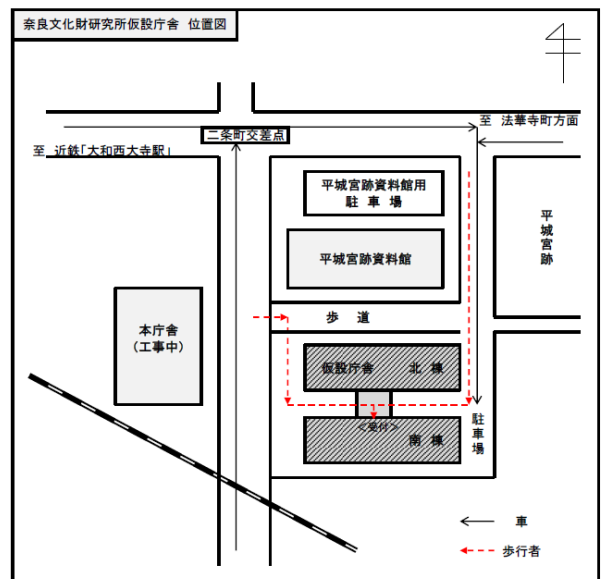 奈良文化財研究所仮設庁舎 位置図
至 法華寺町方面
二条町交差点
至 近鉄「大和西大寺駅」
平城宮跡資料館用
駐車場
平城宮跡
平城宮跡資料館
本庁舎
（工事中）
歩道
仮設庁舎 北棟
＜受付＞
南棟
駐車場
車
歩行者